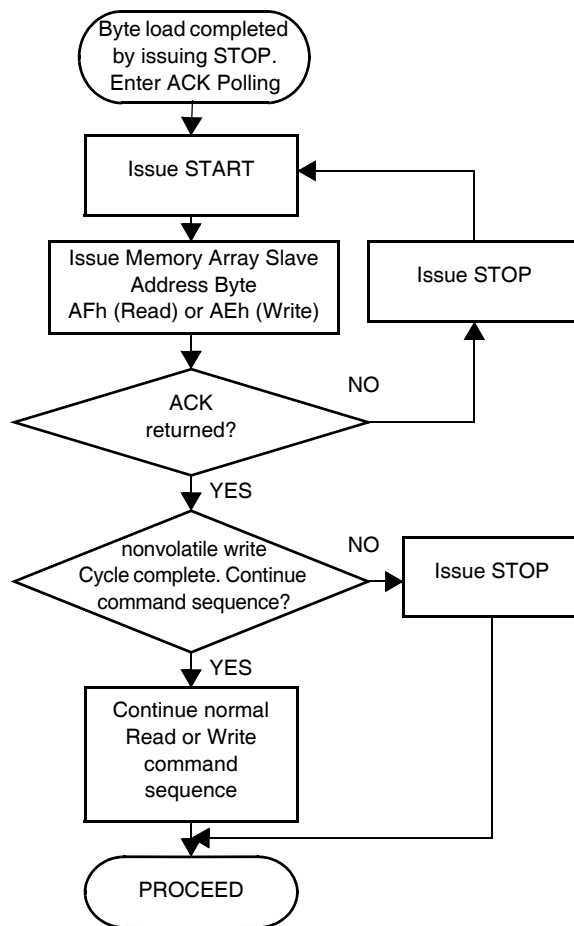 Byte load completed
by issuing STOP.
Enter ACK Polling
Issue START
Issue Memory Array Slave
Address Byte
AFh (Read) or AEh (Write)
Issue STOP
ACK
returned?
NO
YES
nonvolatile write
Cycle complete. Continue
command sequence?
NO
Issue STOP
YES
Continue normal
Read or Write
command
sequence
PROCEED